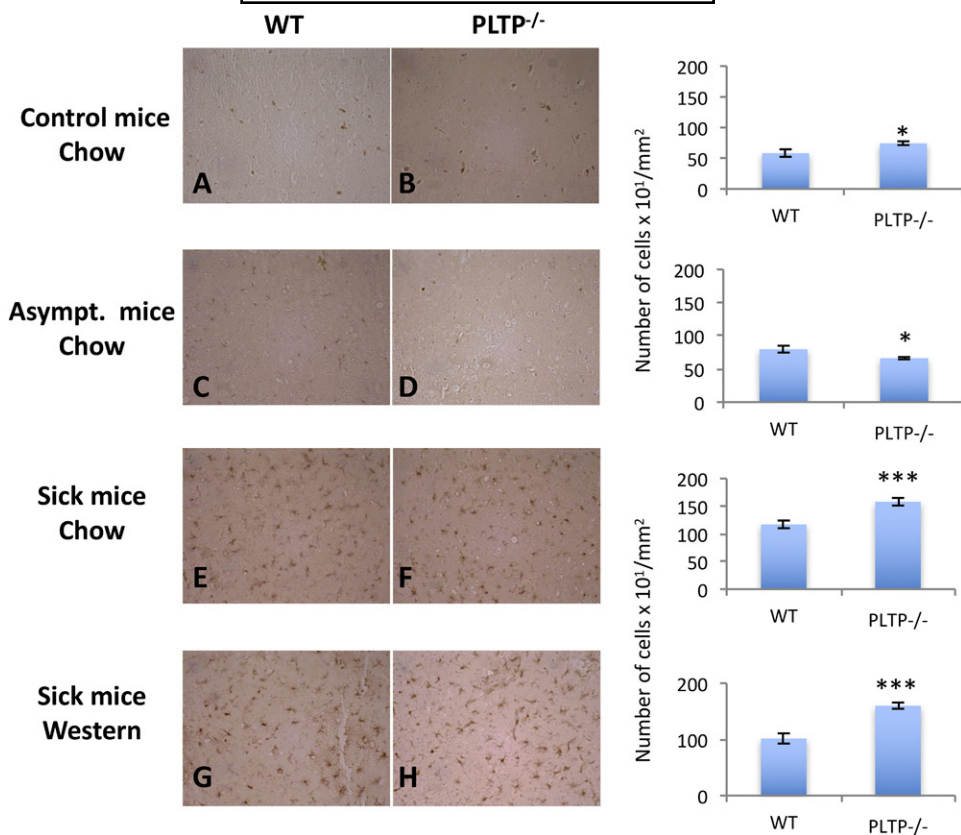 WT PLTP-/-
Control mice
Chow
A B
Asympt. mice
Chow
C D
Sick mice
Chow
E F
Sick mice
Western
G H
Number of cells x 10¹/mm²
200
150
100
50
0
*
WT PLTP-/-
200
150
100
50
0
*
WT PLTP-/-
Number of cells x 10¹/mm²
200
150
100
50
0
***
WT PLTP-/-
200
100
0
***
WT PLTP-/-